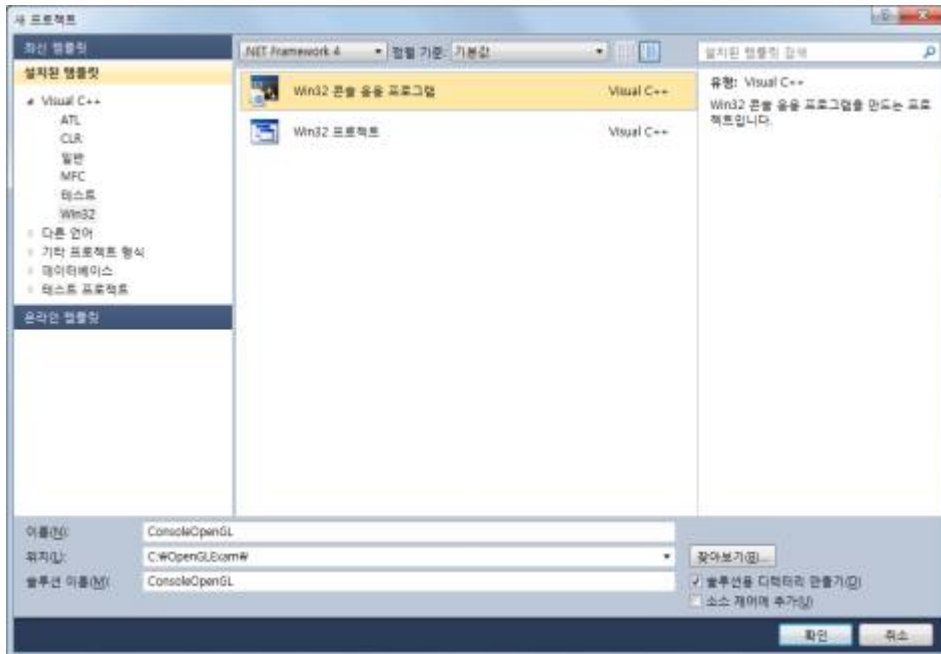 새 프로젝트
최신 템플릿
.NET Framework 4
정렬 기준: 기본값
설치된 템플릿 검색
설치된 템플릿
Visual C++
ATL
CLR
일반
MFC
테스트
Win32
다른 언어
기타 프로젝트 형식
데이터베이스
테스트 프로젝트
온라인 템플릿
Win32 콘솔 응용 프로그램 Visual C++
Win32 프로젝트 Visual C++
유형: Visual C++
Win32 콘솔 응용 프로그램을 만드는 프로
젝트입니다.
이름(N): ConsoleOpenGL
위치(L): C:₩OpenGLExam₩ 찾아보기(B)...
솔루션 이름(M): ConsoleOpenGL
솔루션용 디렉터리 만들기(D)
소스 제어에 추가(U)
확인 취소